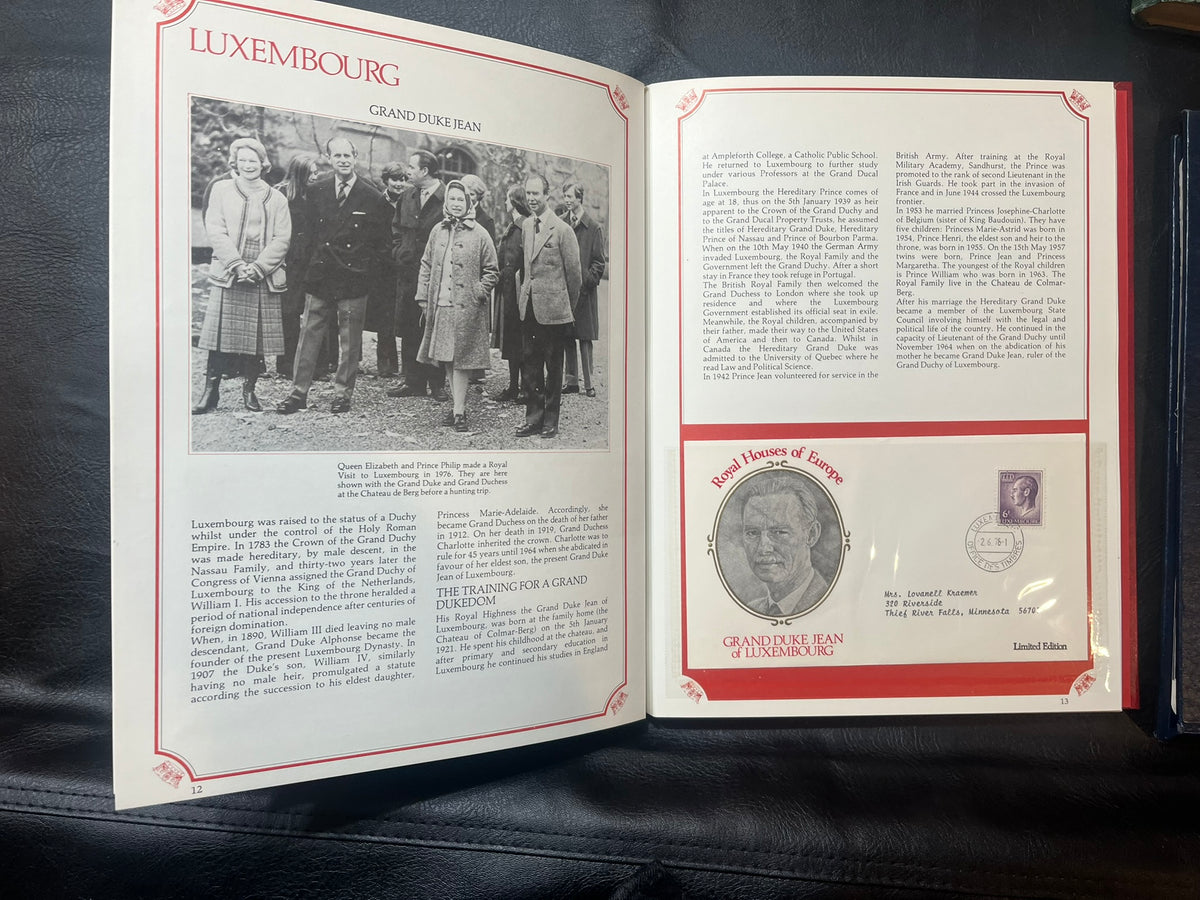 LUXEMBOURG
GRAND DUKE JEAN
Queen Elizabeth and Prince Philip made a Royal
Visit to Luxembourg in 1976. They are here
shown with the Grand Duke and Grand Duchess
at the Chateau de Berg before a hunting trip.
Luxembourg was raised to the status of a Duchy
whilst under the control of the Holy Roman
Empire. In 1783 the Crown of the Grand Duchy
was made hereditary, by male descent, in the
Nassau Family, and thirty-two years later the
Congress of Vienna assigned the Grand Duchy of
Luxembourg to the King of the Netherlands,
William I. His accession to the throne heralded a
period of national independence after centuries of
foreign domination.
When, in 1890, William III died leaving no male
descendant, Grand Duke Alphonse became the
founder of the present Luxembourg Dynasty. In
1907 the Duke's son, William IV, similarly
having no male heir, promulgated a statute
according the succession to his eldest daughter,
Princess Marie-Adelaide. Accordingly, she
became Grand Duchess on the death of her father
in 1912. On her death in 1919, Grand Duchess
Charlotte inherited the crown. Charlotte was to
rule for 45 years until 1964 when she abdicated in
favour of her eldest son, the present Grand Duke
Jean of Luxembourg.
THE TRAINING FOR A GRAND
DUKEDOM
His Royal Highness the Grand Duke Jean of
Luxembourg, was born at the family home (the
Chateau of Colmar-Berg) on the 5th January
1921. He spent his childhood at the chateau, and
after primary and secondary education in
Luxembourg he continued his studies in England
12
at Ampleforth College, a Catholic Public School.
He returned to Luxembourg to further study
under various Professors at the Grand Ducal
Palace.
In Luxembourg the Hereditary Prince comes of
age at 18, thus on the 5th January 1939 as heir
apparent to the Crown of the Grand Duchy and
to the Grand Ducal Property Trusts, he assumed
the titles of Hereditary Grand Duke, Hereditary
Prince of Nassau and Prince of Bourbon Parma.
When on the 10th May 1940 the German Army
invaded Luxembourg, the Royal Family and the
Government left the Grand Duchy. After a short
stay in France they took refuge in Portugal.
The British Royal Family then welcomed the
Grand Duchess to London where she took up
residence and where the Luxembourg
Government established its official seat in exile.
Meanwhile, the Royal children, accompanied by
their father, made their way to the United States
of America and then to Canada. Whilst in
Canada the Hereditary Grand Duke was
admitted to the University of Quebec where he
read Law and Political Science.
In 1942 Prince Jean volunteered for service in the
British Army. After training at the Royal
Military Academy, Sandhurst, the Prince was
promoted to the rank of second Lieutenant in the
Irish Guards. He took part in the invasion of
France and in June 1944 crossed the Luxembourg
frontier.
In 1953 he married Princess Josephine-Charlotte
of Belgium (sister of King Baudouin). They have
five children: Princess Marie-Astrid was born in
1954, Prince Henri, the eldest son and heir to the
throne, was born in 1955. On the 15th May 1957
twins were born, Prince Jean and Princess
Margaretha. The youngest of the Royal children
is Prince William who was born in 1963. The
Royal Family live in the Chateau de Colmar-
Berg.
After his marriage the Hereditary Grand Duke
became a member of the Luxembourg State
Council involving himself with the legal and
political life of the country. He continued in the
capacity of Lieutenant of the Grand Duchy until
November 1964 when on the abdication of his
mother he became Grand Duke Jean, ruler of the
Grand Duchy of Luxembourg.
Royal Houses of Europe
GRAND DUKE JEAN
of LUXEMBOURG
6F
LUXEMBOURG
2.6.78-1
OFFICE DES TIMBRES
Mrs. Lovanell Kraemer
320 Riverside
Thief River Falls, Minnesota 56701
Limited Edition
13